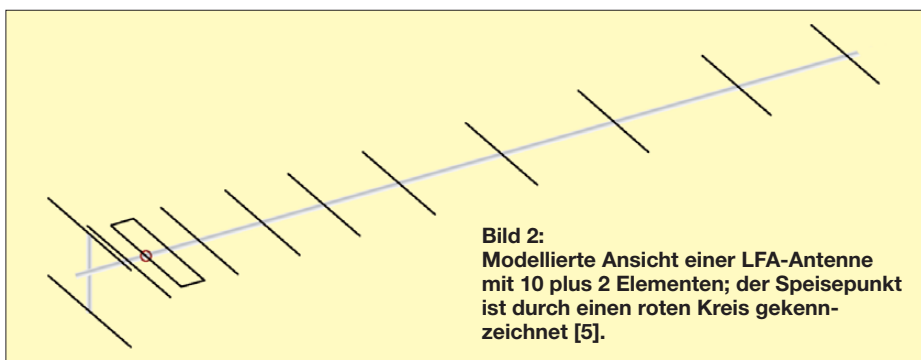 Bild 2:
Modellierte Ansicht einer LFA-Antenne
mit 10 plus 2 Elementen; der Speisepunkt
ist durch einen roten Kreis gekenn-
zeichnet [5].